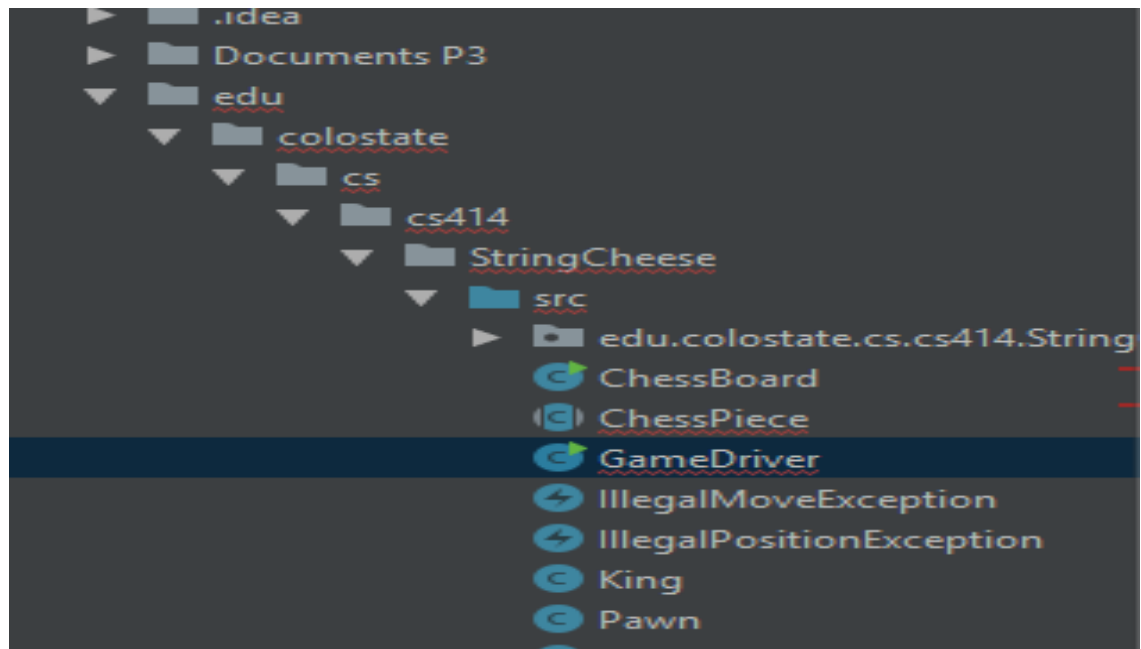 .idea
Documents P3
edu
colostate
cs
cs414
StringCheese
src
edu.colostate.cs.cs414.String
ChessBoard
ChessPiece
GameDriver
IllegalMoveException
IllegalPositionException
King
Pawn